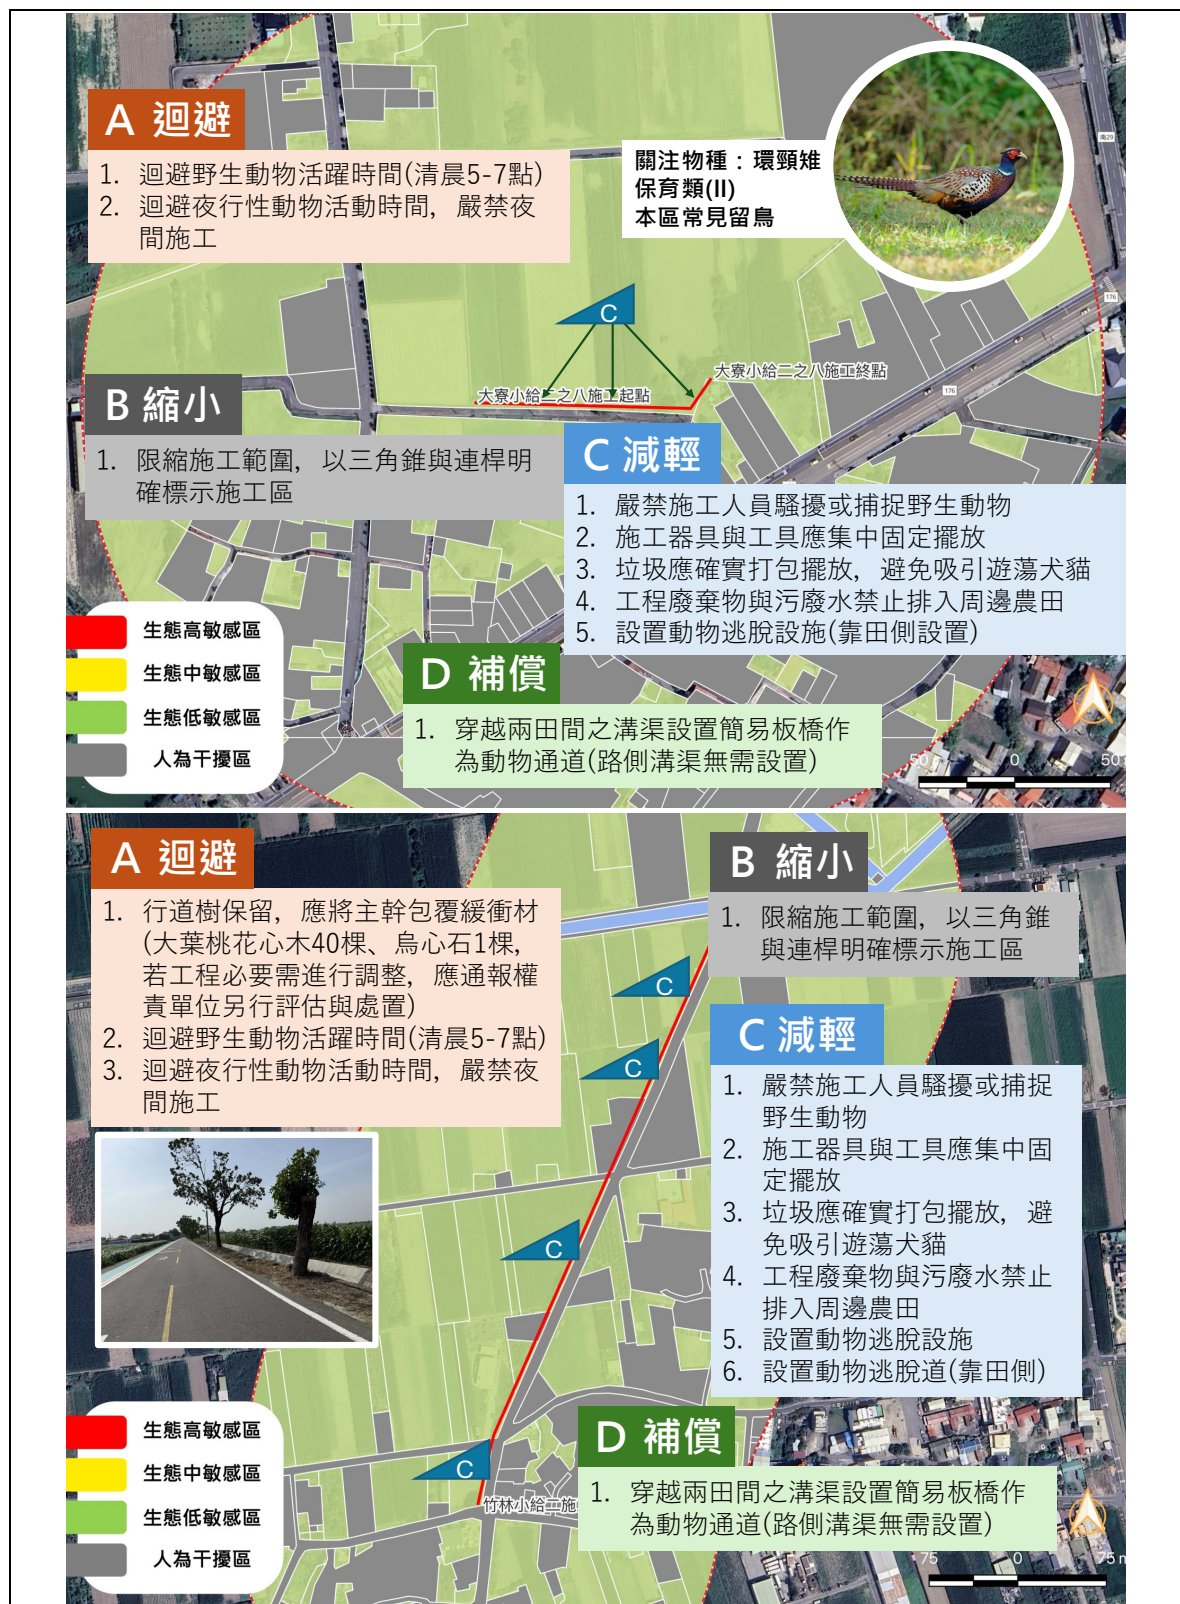 A 迴避
1. 迴避野生動物活躍時間(清晨5-7點)
2. 迴避夜行性動物活動時間，嚴禁夜
間施工
關注物種：環頸雉
保育類(II)
本區常見留鳥
南29
176
C
大寮小給二之八施工終點
大寮小給二之八施工起點
176
B 縮小
1. 限縮施工範圍，以三角錐與連桿明
確標示施工區
C 減輕
1. 嚴禁施工人員騷擾或捕捉野生動物
2. 施工器具與工具應集中固定擺放
3. 垃圾應確實打包擺放，避免吸引遊蕩犬貓
4. 工程廢棄物與污廢水禁止排入周邊農田
5. 設置動物逃脫設施(靠田側設置)
生態高敏感區
生態中敏感區
生態低敏感區
人為干擾區
D 補償
1. 穿越兩田間之溝渠設置簡易板橋作
為動物通道(路側溝渠無需設置)
50 0 50
A 迴避
1. 行道樹保留，應將主幹包覆緩衝材
(大葉桃花心木40棵、烏心石1棵，
若工程必要需進行調整，應通報權
責單位另行評估與處置)
2. 迴避野生動物活躍時間(清晨5-7點)
3. 迴避夜行性動物活動時間，嚴禁夜
間施工
B 縮小
1. 限縮施工範圍，以三角錐
與連桿明確標示施工區
C
C
C
C
C 減輕
1. 嚴禁施工人員騷擾或捕捉
野生動物
2. 施工器具與工具應集中固
定擺放
3. 垃圾應確實打包擺放，避
免吸引遊蕩犬貓
4. 工程廢棄物與污廢水禁止
排入周邊農田
5. 設置動物逃脫設施
6. 設置動物逃脫道(靠田側)
生態高敏感區
生態中敏感區
生態低敏感區
人為干擾區
竹林小給二施
D 補償
1. 穿越兩田間之溝渠設置簡易板橋作
為動物通道(路側溝渠無需設置)
75 0 75 m